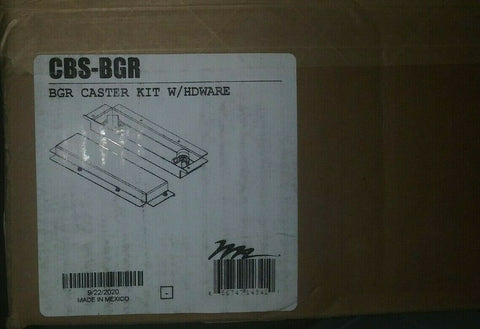 CBS-BGR
BGR CASTER KIT W/HDWARE
9/22/2020
MADE IN MEXICO